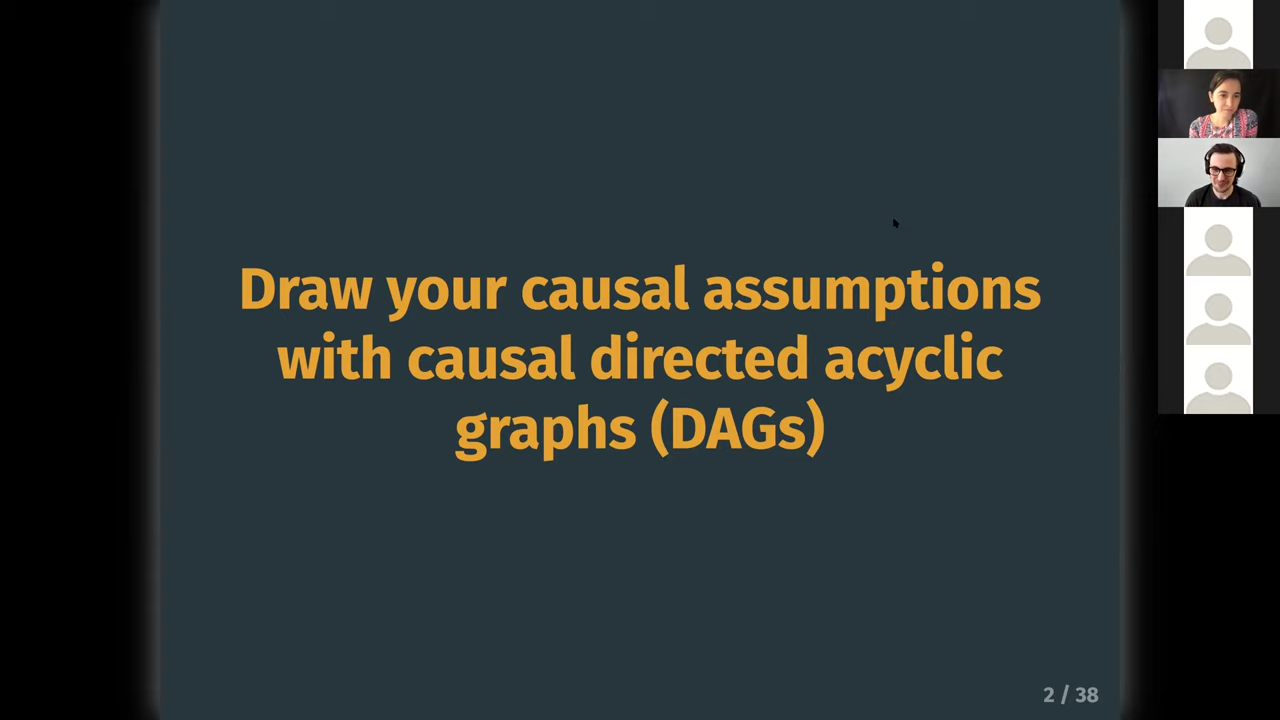 Draw your causal assumptions
with causal directed acyclic
graphs (DAGs)
2 / 38